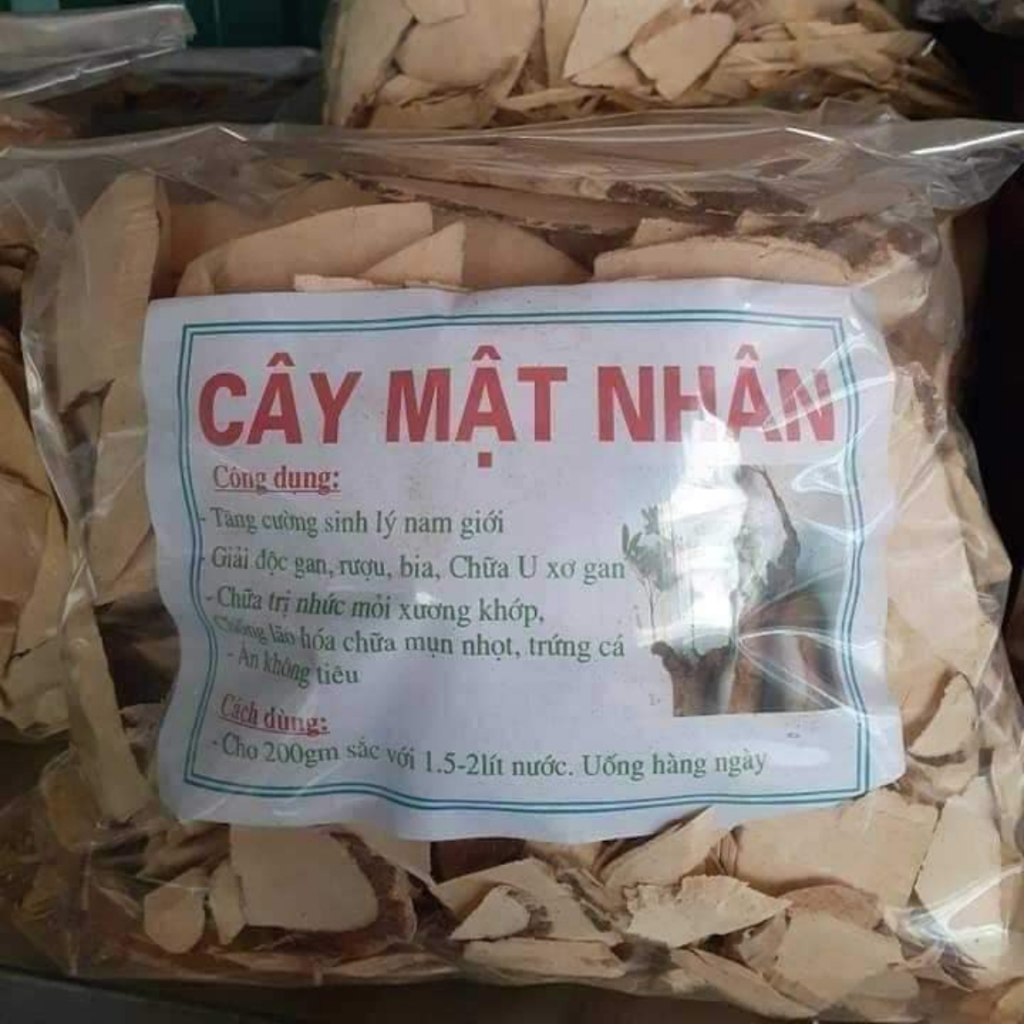 CÂY MẬT NHÂN
Công dụng:
- Tăng cường sinh lý nam giới
- Giải độc gan, rượu, bia, Chữa U xơ gan
- Chữa trị nhức mỏi xương khớp,
Chống lão hóa chữa mụn nhọt, trứng cá
- Ăn không tiêu
Cách dùng:
- Cho 200gm sắc với 1.5-2lít nước. Uống hàng ngày